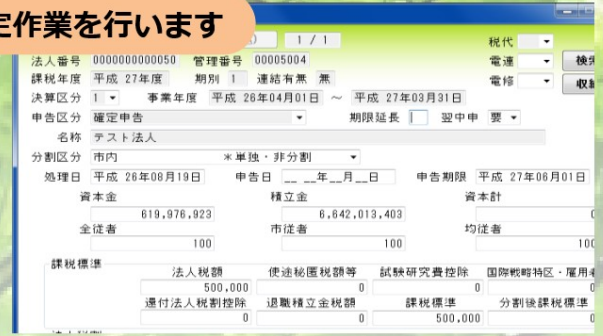 定作業を行います
1 / 1
税代
法人番号 0000000000050 管理番号 00005004
電連
課税年度 平成 27年度 期別 1 連結有無 無
電修
決算区分 1 事業年度 平成 26年04月01日 ~ 平成 27年03月31日
申告区分 確定申告 期限延長 翌中申 要
名称 テスト法人
分割区分 市内 *単独・非分割
処理日 平成 26年08月19日 申告日 __ __年__月__日 申告期限 平成 27年06月01日
資本金 積立金 資本計
619,976,923 6,642,013,403
全従者 市従者 均従者
100 100 100
課税標準
法人税額 使途秘匿税額等 試験研究費控除 国際戦略特区・雇用者
500,000 0 0
還付法人税割控除 退職積立金税額 課税標準 分割後課税標準
0 0 500,000